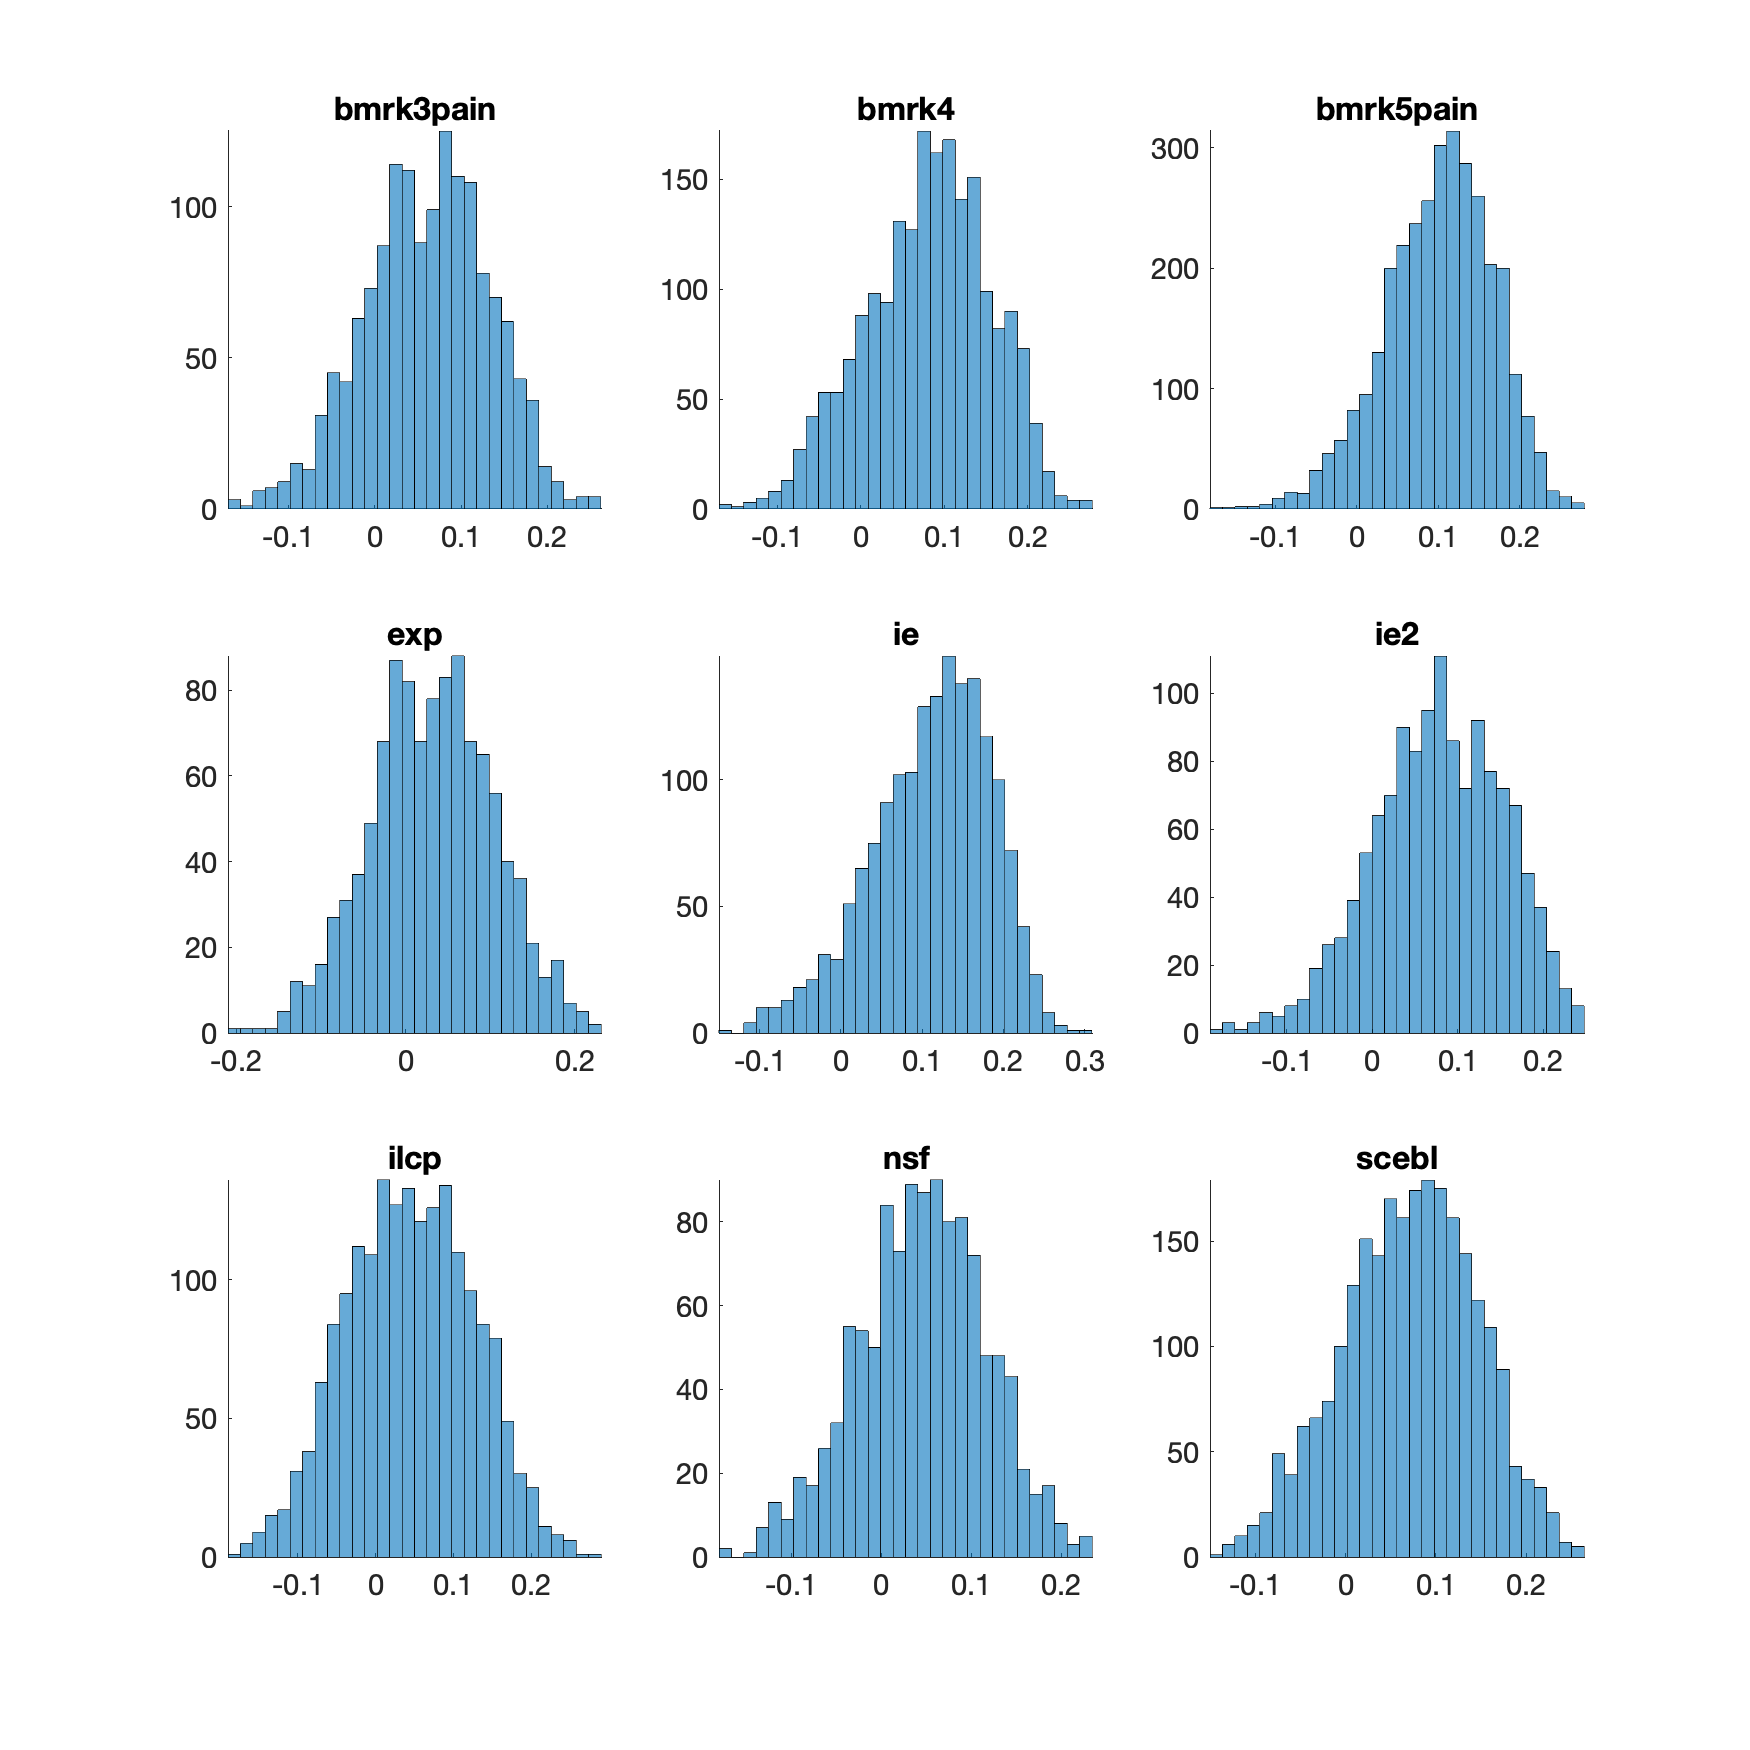 bmrk3pain bmrk4 bmrk5pain
100 150 300
50 100 200
0 50 100
0 0
-0.1 0 0.1 0.2 -0.1 0 0.1 0.2 -0.1 0 0.1 0.2
exp ie ie2
80 100 100
60 50 80
40 0 60
20 40
0 20
0
-0.2 0 0.2 -0.1 0 0.1 0.2 0.3 -0.1 0 0.1 0.2
ilcp nsf scebl
100 80 150
50 60 100
0 40 50
20 0
0
-0.1 0 0.1 0.2 -0.1 0 0.1 0.2 -0.1 0 0.1 0.2